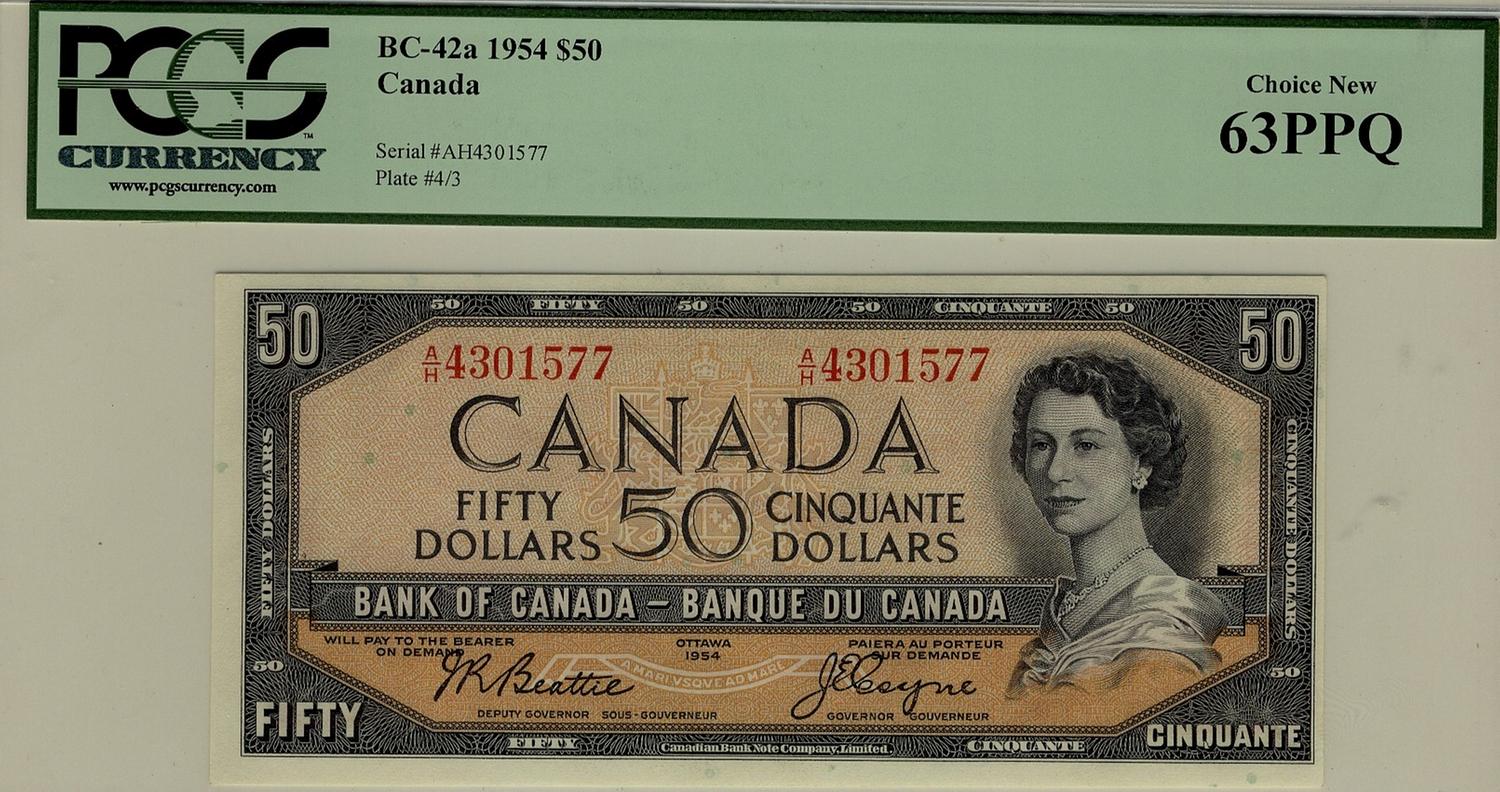 PCGS
TM
CURRENCY
www.pcgscurrency.com
BC-42a 1954 $50
Canada
Serial #AH4301577
Plate #4/3
Choice New
63PPQ
50 FIFTY 50 50 CINQUANTE 50
50 50
A/H 4301577 A/H 4301577
CANADA
FIFTY DOLLARS
FIFTY
DOLLARS
50
CINQUANTE
DOLLARS
CINQUANTE DOLLARS
BANK OF CANADA – BANQUE DU CANADA
WILL PAY TO THE BEARER
ON DEMAND
OTTAWA
1954
PAIERA AU PORTEUR
SUR DEMANDE
A MARI VSQVE AD MARE
50 50
JRBeattie
JECoyne
DEPUTY GOVERNOR SOUS-GOUVERNEUR
GOVERNOR GOUVERNEUR
FIFTY CINQUANTE
FIFTY Canadian Bank Note Company, Limited. CINQUANTE